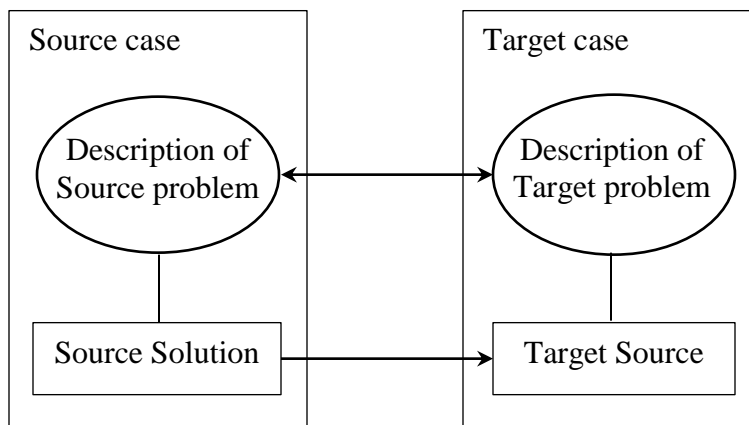 Source case
Target case
Description of
Source problem
Description of
Target problem
Source Solution
Target Source